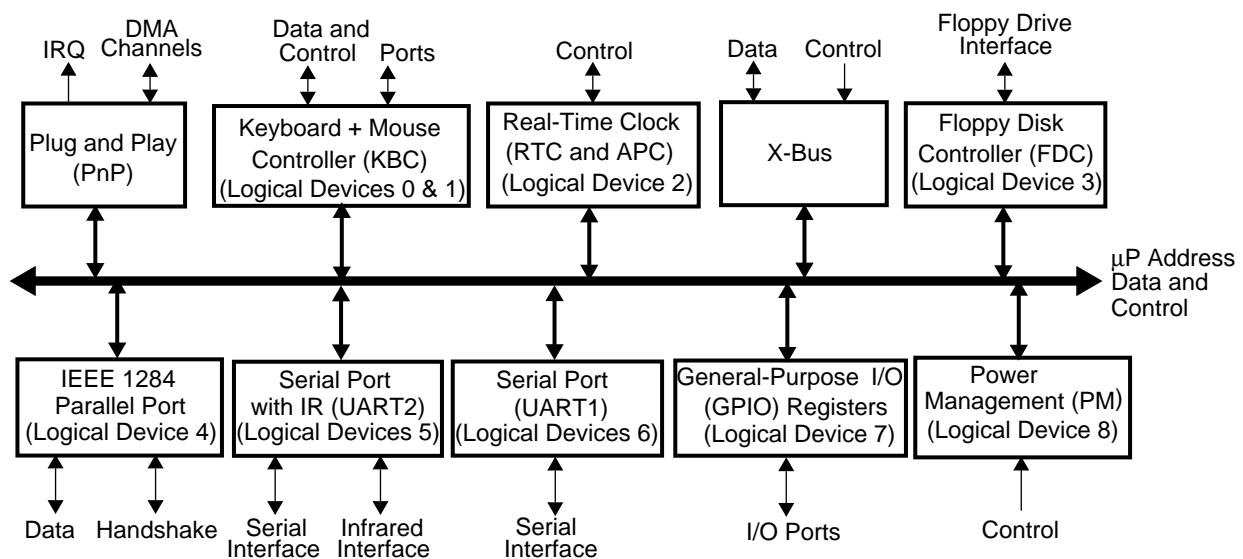 IRQ
DMA
Channels
Data and
Control
Ports
Control
Data
Control
Floppy Drive
Interface
Plug and Play
(PnP)
Keyboard + Mouse
Controller (KBC)
(Logical Devices 0 & 1)
Real-Time Clock
(RTC and APC)
(Logical Device 2)
X-Bus
Floppy Disk
Controller (FDC)
(Logical Device 3)
μP Address
Data and
Control
IEEE 1284
Parallel Port
(Logical Device 4)
Serial Port
with IR (UART2)
(Logical Devices 5)
Serial Port
(UART1)
(Logical Devices 6)
General-Purpose I/O
(GPIO) Registers
(Logical Device 7)
Power
Management (PM)
(Logical Device 8)
Data
Handshake
Serial
Interface
Infrared
Interface
Serial
Interface
I/O Ports
Control